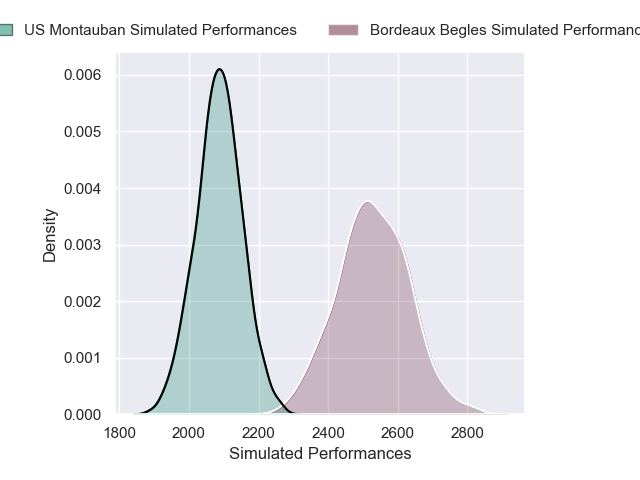 US Montauban Simulated Performances
Bordeaux Begles Simulated
0.006
0.005
0.004
0.003
0.002
0.001
0.000
Density
1800 2000 2200 2400 2600 2800
Simulated Performances